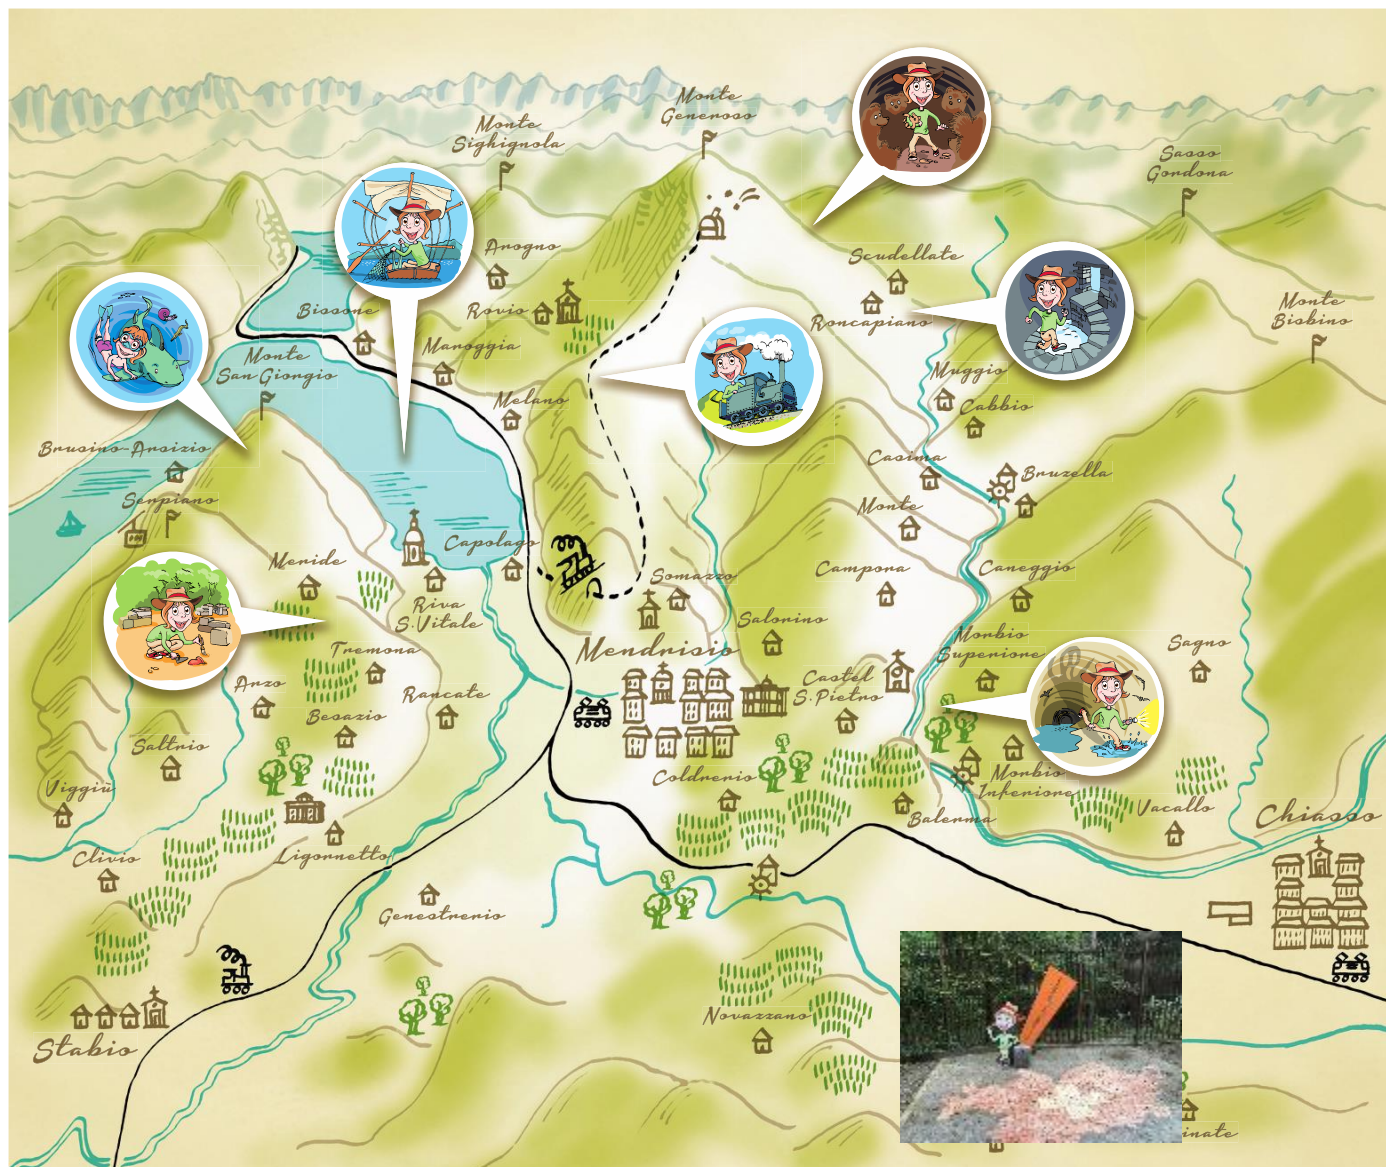 Monte
Generoso
Monte
Sighignola
Sasso
Gordona
Arogno
Scudellate
Rovio
Bissone
Roncapiano
Monte
Bisbino
Maroggia
Monte
San Giorgio
Muggio
Cabbio
Melano
Brusino-Arsizio
Casima
Bruzella
Serpiano
Monte
Capolago
Meride
Somazzo
Campora
Caneggio
Riva
S. Vitale
Salorino
Mendrisio
Morbio
Superiore
Sagno
Tremona
Castel
S. Pietro
Arzo
Rancate
Besazio
Saltrio
Coldrerio
Morbio
Inferiore
Viggiù
Vacallo
Balerna
Chiasso
Clivio
Ligornetto
Genestrerio
Novazzano
Stabio
inate